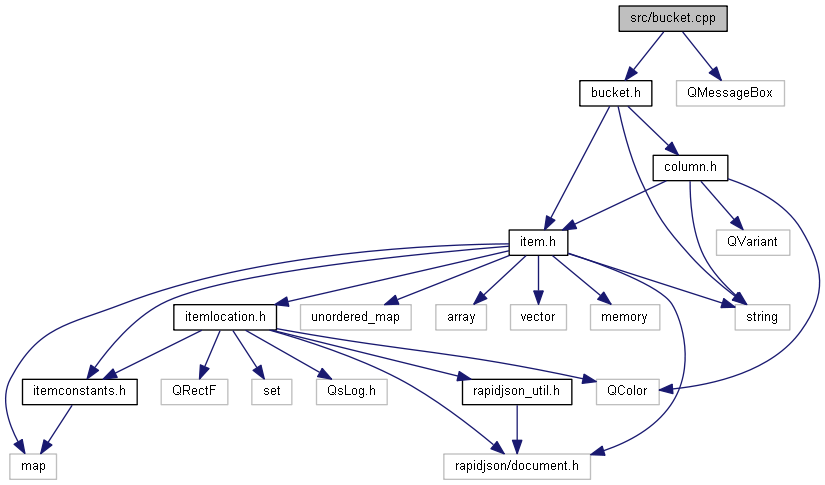 src/bucket.cpp
bucket.h
QMessageBox
column.h
item.h
QVariant
itemlocation.h
unordered_map
array
vector
memory
string
itemconstants.h
QRectF
set
QsLog.h
rapidjson_util.h
QColor
map
rapidjson/document.h